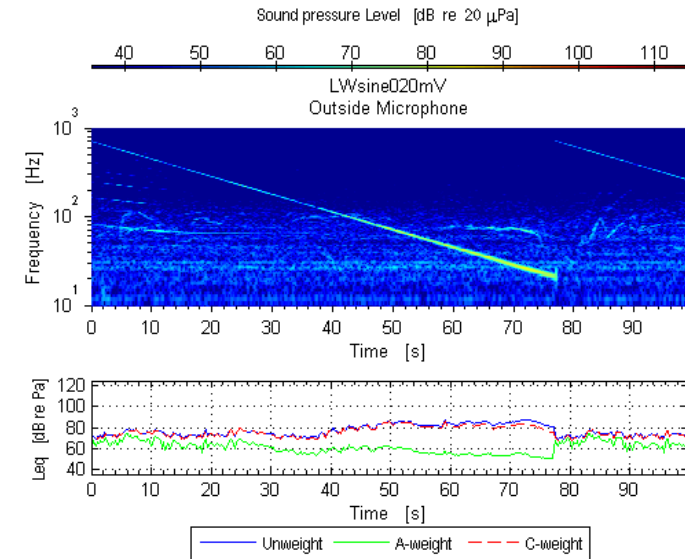 Sound pressure Level [dB re 20 μPa]
40 50 60 70 80 90 100 110
LWsine020mV
Outside Microphone
10³
10²
10¹
Frequency [Hz]
0 10 20 30 40 50 60 70 80 90
Time [s]
120
100
80
60
40
Leq [dB re Pa]
0 10 20 30 40 50 60 70 80 90
Time [s]
Unweight A-weight C-weight